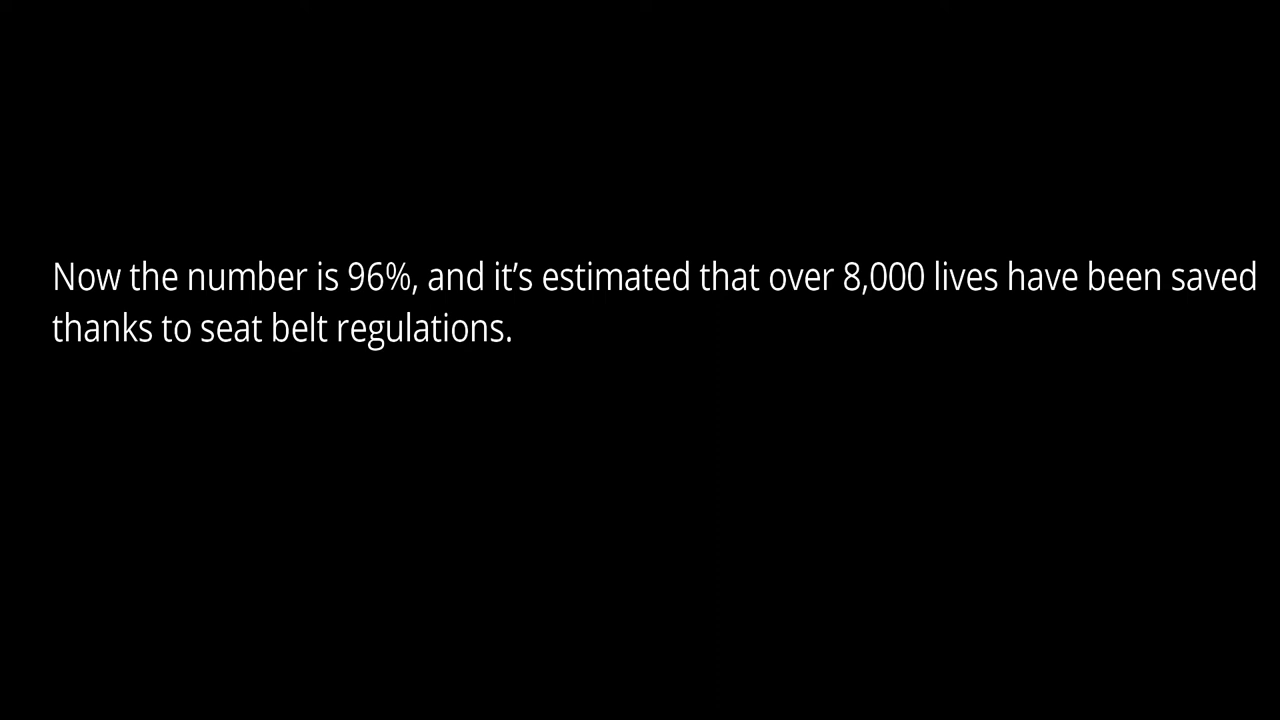 Now the number is 96%, and it’s estimated that over 8,000 lives have been saved
thanks to seat belt regulations.